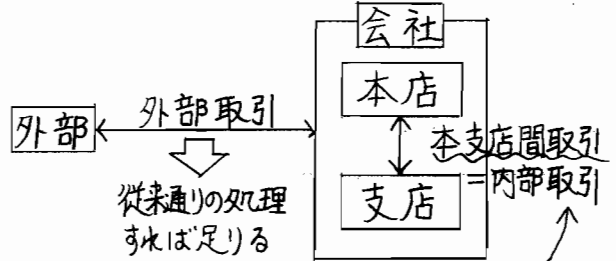 会社
本店
外部
外部取引
本支店間取引
=内部取引
支店
従来通りの処理
すれば足りる